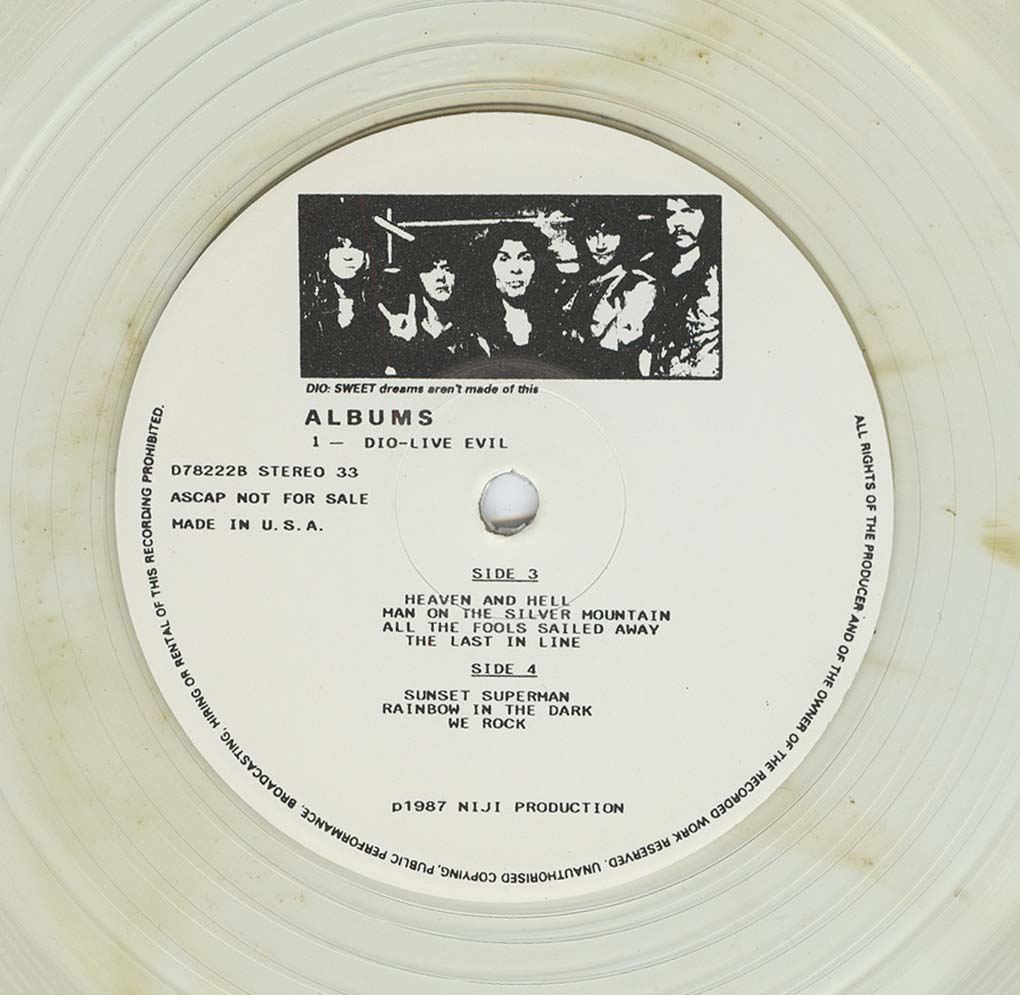 DIO: SWEET dreams aren't made of this
ALBUMS
1 — DIO-LIVE EVIL
D78222B STEREO 33
ASCAP NOT FOR SALE
MADE IN U.S.A.
SIDE 3
HEAVEN AND HELL
MAN ON THE SILVER MOUNTAIN
ALL THE FOOLS SAILED AWAY
THE LAST IN LINE
SIDE 4
SUNSET SUPERMAN
RAINBOW IN THE DARK
WE ROCK
p1987 NIJI PRODUCTION
ALL RIGHTS OF THE PRODUCER AND OF THE OWNER OF THE RECORDED WORK RESERVED. UNAUTHORISED COPYING, PUBLIC PERFORMANCE, BROADCASTING, HIRING OR RENTAL OF THIS RECORDING PROHIBITED.